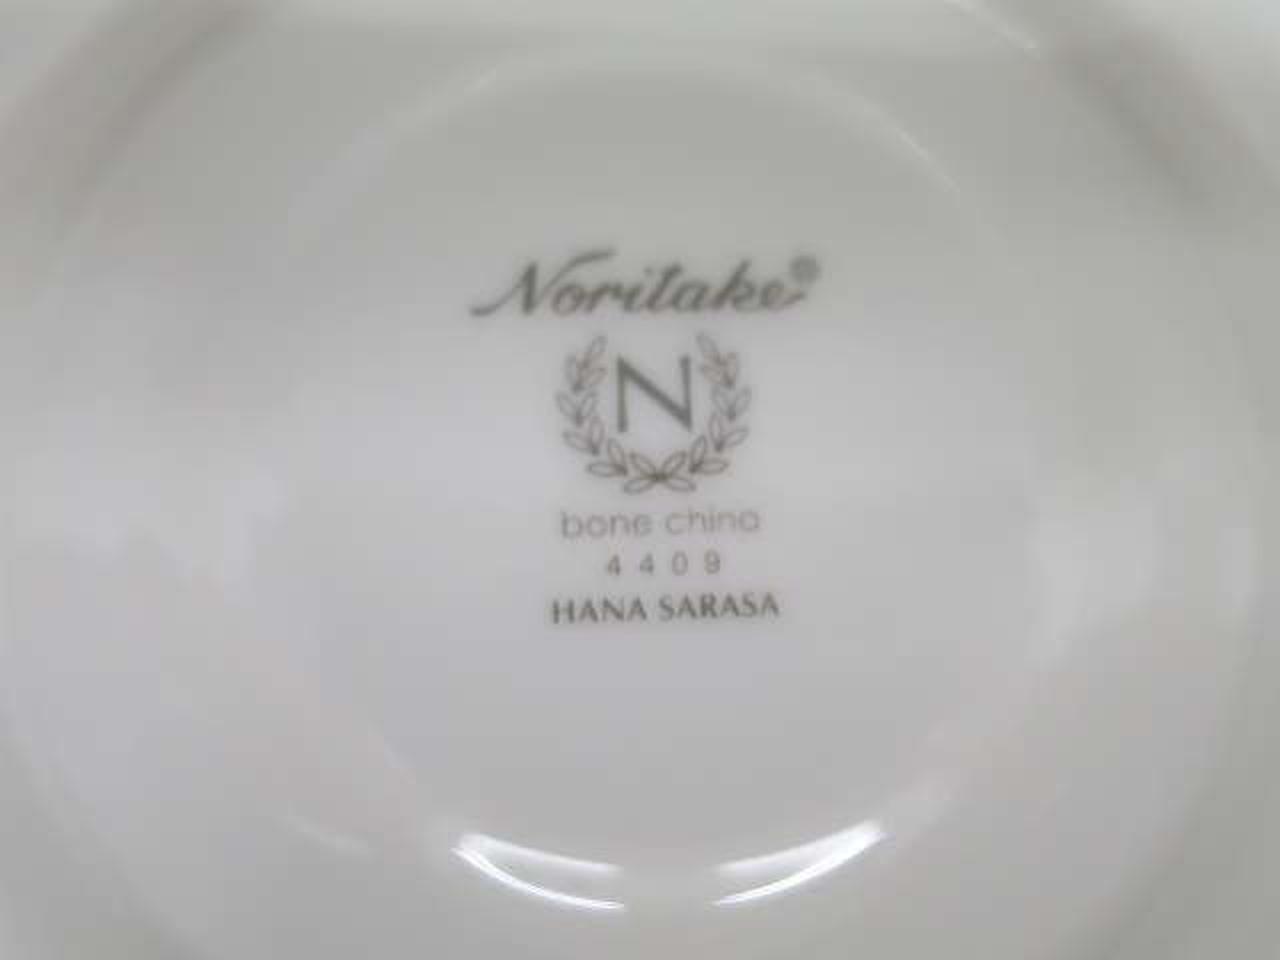 Noritake®
N
bone china
4409
HANA SARASA